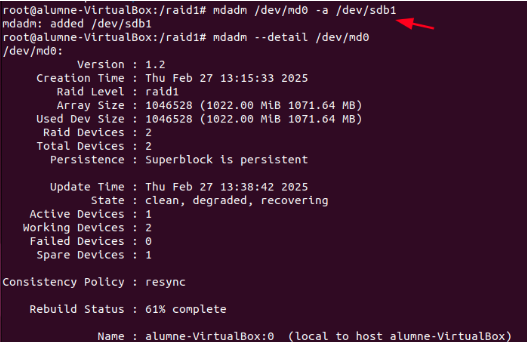 root@alumne-VirtualBox:/raid1# mdadm /dev/md0 -a /dev/sdb1
mdadm: added /dev/sdb1
root@alumne-VirtualBox:/raid1# mdadm --detail /dev/md0
/dev/md0:
Version : 1.2
Creation Time : Thu Feb 27 13:15:33 2025
Raid Level : raid1
Array Size : 1046528 (1022.00 MiB 1071.64 MB)
Used Dev Size : 1046528 (1022.00 MiB 1071.64 MB)
Raid Devices : 2
Total Devices : 2
Persistence : Superblock is persistent
Update Time : Thu Feb 27 13:38:42 2025
State : clean, degraded, recovering
Active Devices : 1
Working Devices : 2
Failed Devices : 0
Spare Devices : 1
Consistency Policy : resync
Rebuild Status : 61% complete
Name : alumne-VirtualBox:0 (local to host alumne-VirtualBox)